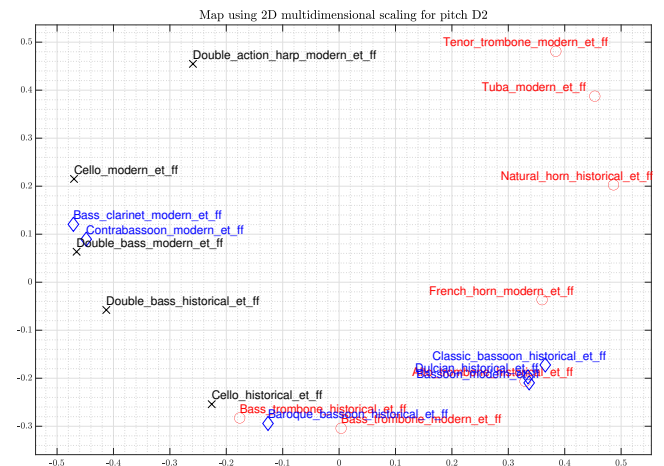 Map using 2D multidimensional scaling for pitch D2
0.5
0.4
0.3
0.2
0.1
0
-0.1
-0.2
-0.3
Tenor_trombone_modern_et_ff
Double_action_harp_modern_et_ff
Tuba_modern_et_ff
Cello_modern_et_ff
Natural_horn_historical_et_ff
Bass_clarinet_modern_et_ff
Contrabassoon_modern_et_ff
Double_bass_modern_et_ff
French_horn_modern_et_ff
Double_bass_historical_et_ff
Classic_bassoon_historical_et_ff
Dulcian_historical_et_ff
Bassoon_modern_et_ff
Cello_historical_et_ff
Bass_trombone_historical_et_ff
Baroque_bassoon_historical_et_ff
Bass_trombone_modern_et_ff
-0.5 -0.4 -0.3 -0.2 -0.1 0 0.1 0.2 0.3 0.4 0.5